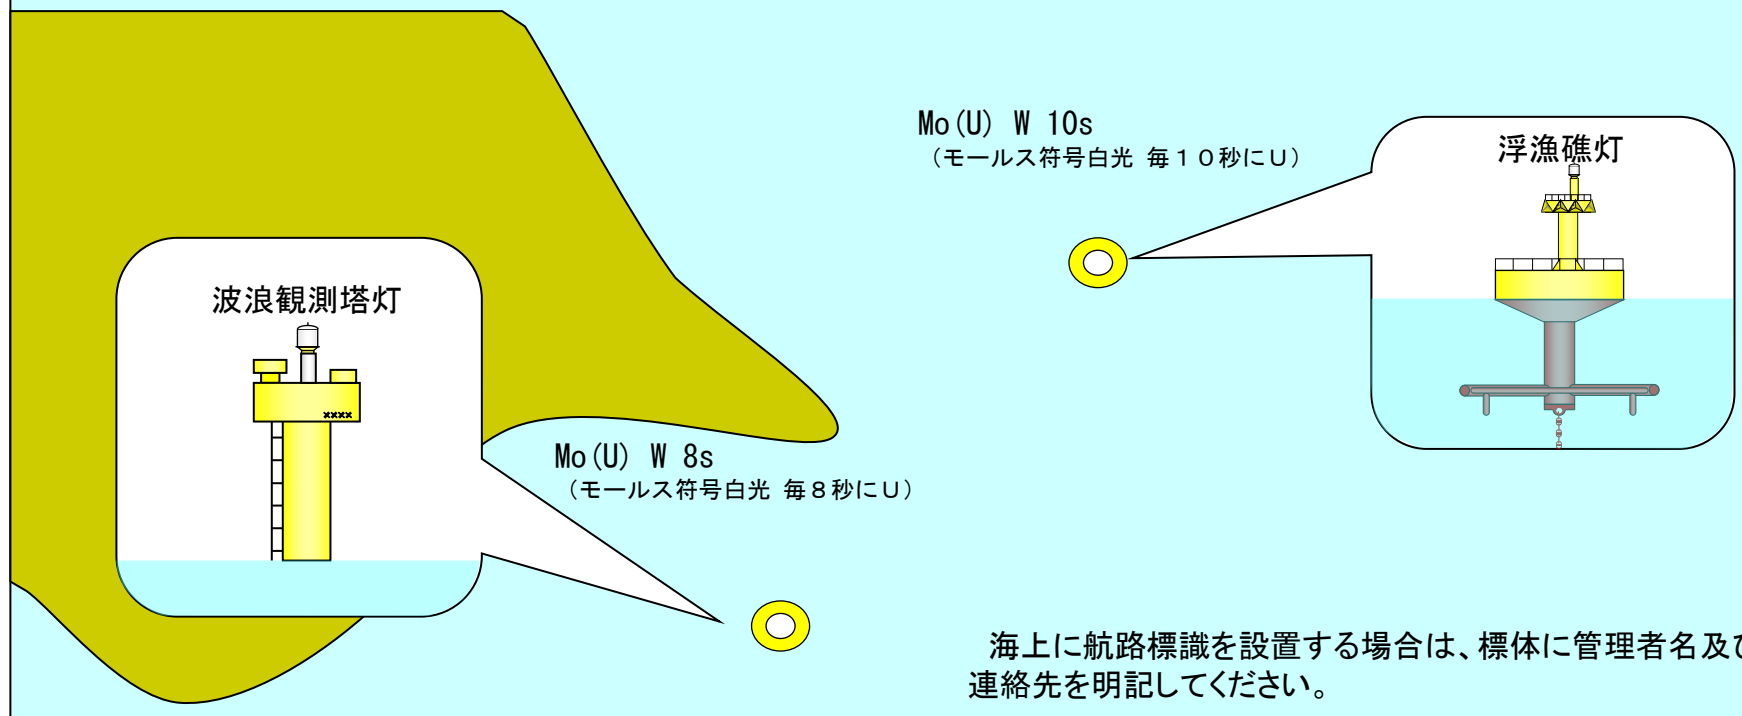 Mo(U) W 10s
（モールス符号白光 毎１０秒にＵ）
浮漁礁灯
波浪観測塔灯
××××
Mo(U) W 8s
（モールス符号白光 毎８秒にＵ）
海上に航路標識を設置する場合は、標体に管理者名及び
連絡先を明記してください。